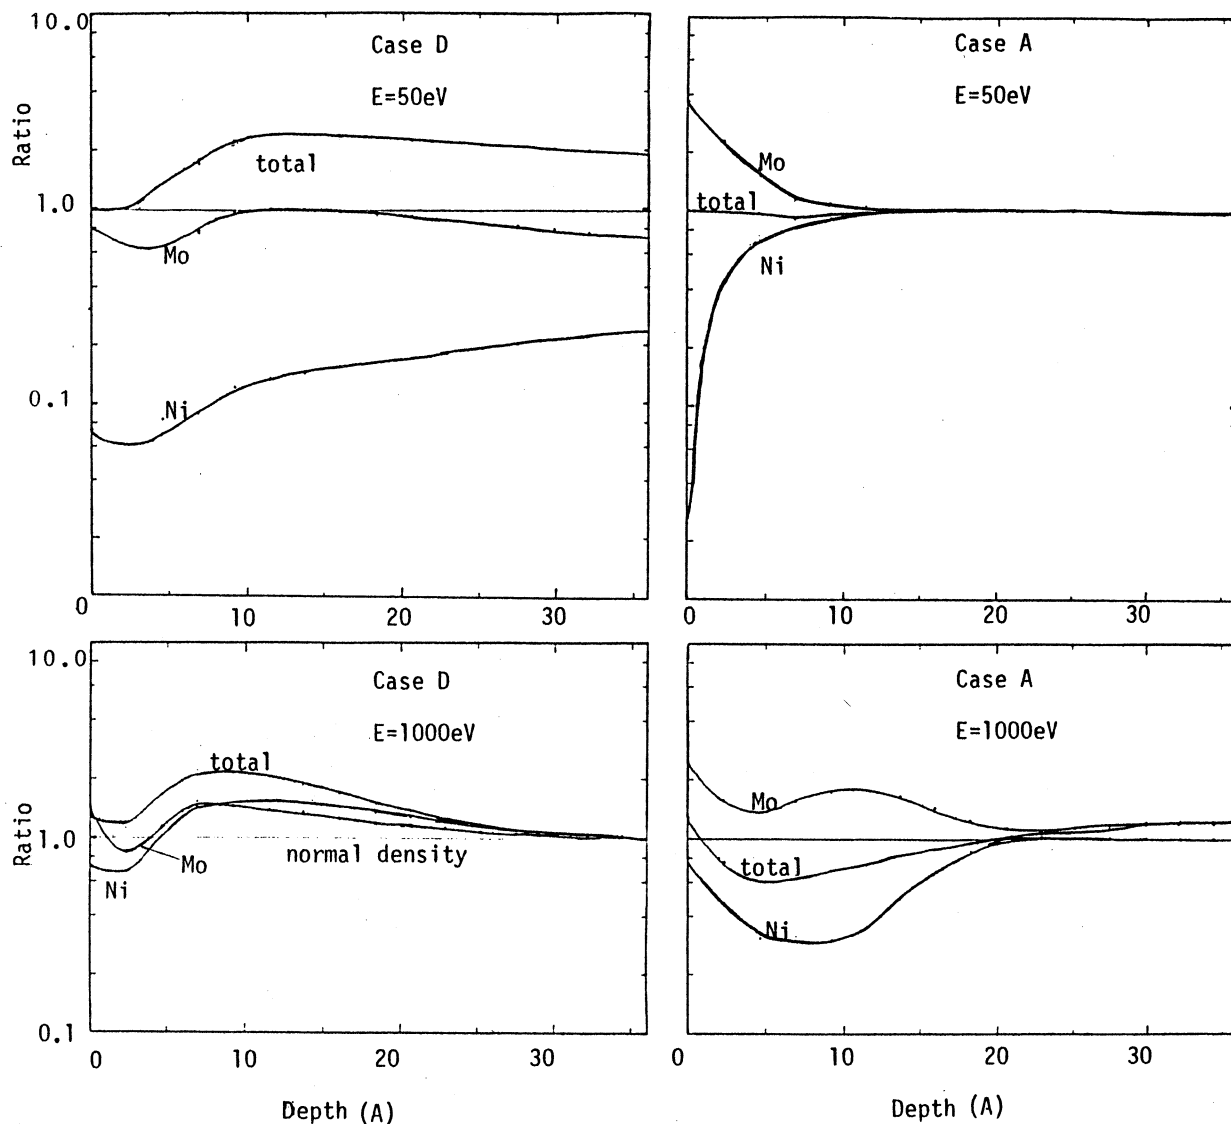 10.0
Case D
E=50eV
Ratio
total
1.0
Mo
0.1
Ni
0
0 10 20 30
Case A
E=50eV
Mo
total
Ni
0 10 20 30
10.0
Case D
E=1000eV
total
Ratio
1.0
normal density
Mo
Ni
0.1
0 10 20 30
Depth (A)
Case A
E=1000eV
Mo
total
Ni
0 10 20 30
Depth (A)